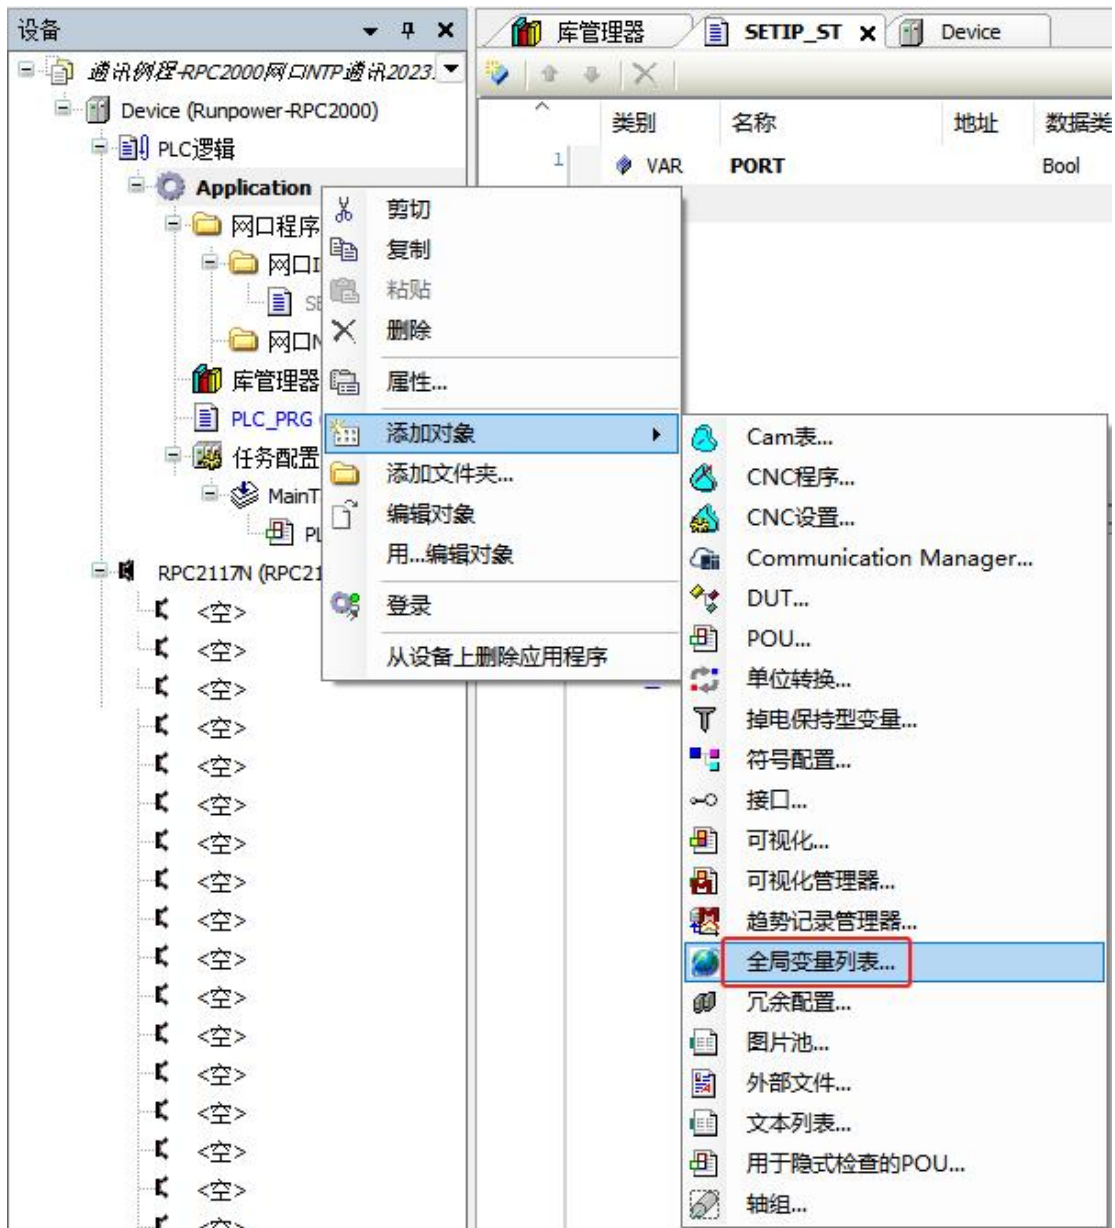 设备
库管理器
SETIP_ST
Device
通讯例程-RPC2000网口NTP通讯2023.
Device (Runpower-RPC2000)
类别 名称 地址 数据类
PLC逻辑
1 VAR PORT Bool
Application
剪切
网口程序
复制
网口I
粘贴
SE
删除
网口N
库管理器
属性...
PLC_PRG
添加对象
Cam表...
任务配置
添加文件夹...
CNC程序...
MainT
编辑对象
CNC设置...
PL
用...编辑对象
Communication Manager...
RPC2117N (RPC21
DUT...
<空>
登录
POU...
<空>
从设备上删除应用程序
单位转换...
<空>
掉电保持型变量...
<空>
符号配置...
<空>
接口...
<空>
可视化...
<空>
可视化管理器...
<空>
趋势记录管理器...
<空>
全局变量列表...
<空>
冗余配置...
<空>
图片池...
<空>
外部文件...
<空>
文本列表...
<空>
用于隐式检查的POU...
<空>
<空>
轴组...
<空>